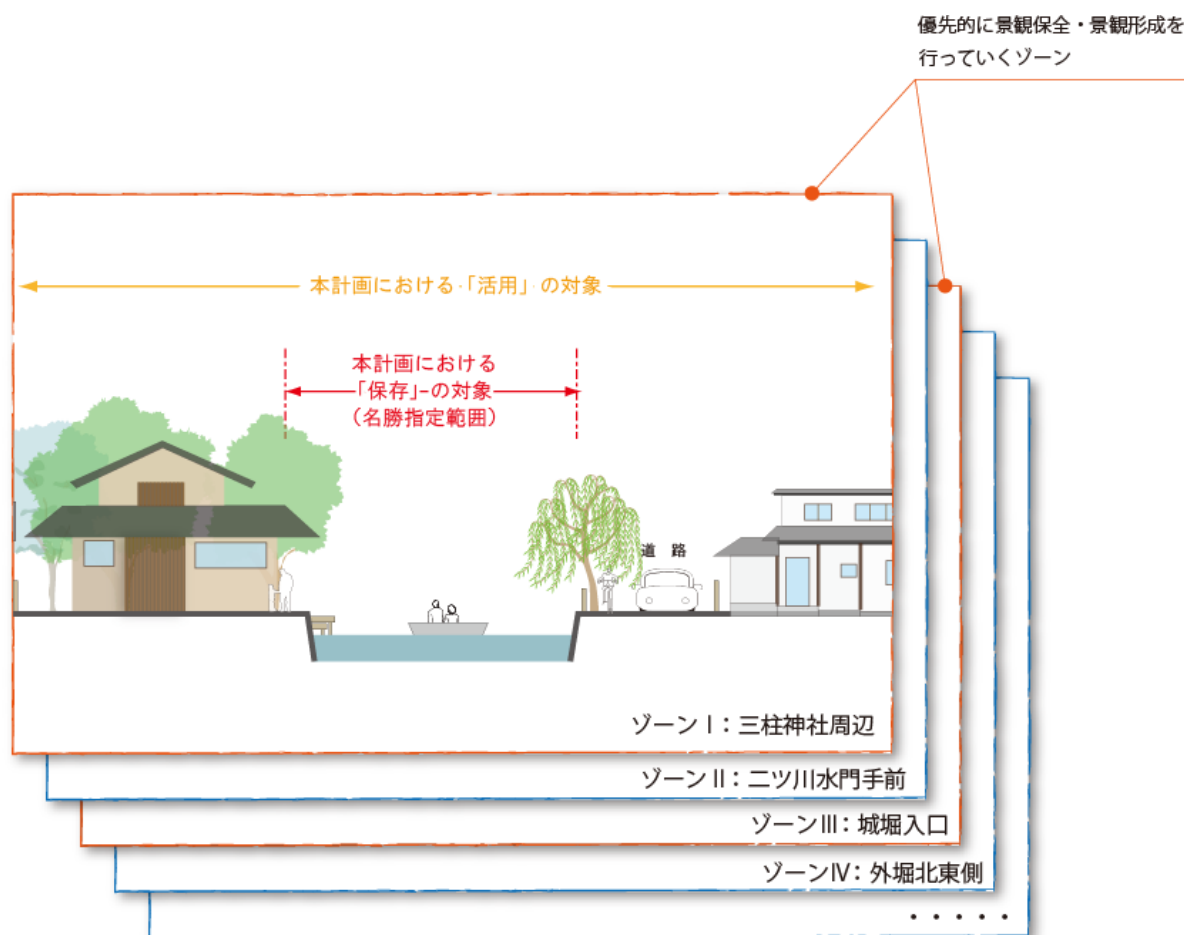 優先的に景観保全・景観形成を
行っていくゾーン
本計画における「活用」の対象
本計画における
「保存」の対象
（名勝指定範囲）
道 路
ゾーンⅠ：三柱神社周辺
ゾーンⅡ：二ツ川水門手前
ゾーンⅢ：城堀入口
ゾーンⅣ：外堀北東側
・・・・・